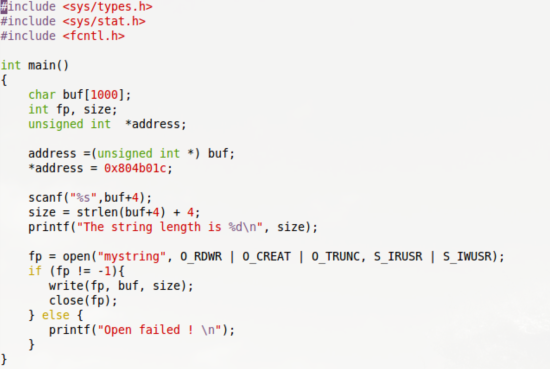 #include <sys/types.h>
#include <sys/stat.h>
#include <fcntl.h>
int main()
{
char buf[1000];
int fp, size;
unsigned int  *address;
address =(unsigned int *) buf;
*address = 0x804b01c;
scanf("%s",buf+4);
size = strlen(buf+4) + 4;
printf("The string length is %d\n", size);
fp = open("mystring", O_RDWR | O_CREAT | O_TRUNC, S_IRUSR | S_IWUSR);
if (fp != -1){
write(fp, buf, size);
close(fp);
} else {
printf("Open failed ! \n");
}
}